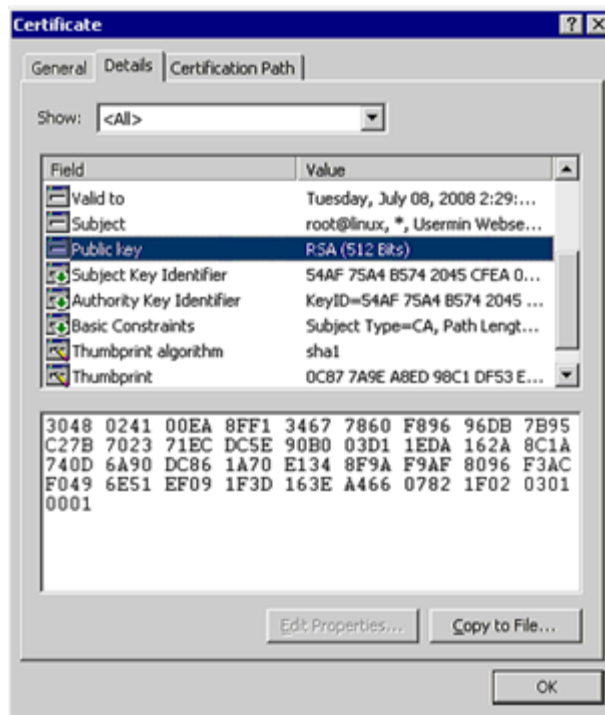 Certificate
General Details Certification Path
Show: <All>
Field Value
Valid to Tuesday, July 08, 2008 2:29:...
Subject root@linux, *, Usermin Webse...
Public key RSA (512 Bits)
Subject Key Identifier 54AF 75A4 B574 2045 CFEA 0...
Authority Key Identifier KeyID=54AF 75A4 B574 2045 ...
Basic Constraints Subject Type=CA, Path Lengt...
Thumbprint algorithm sha1
Thumbprint 0C87 7A9E A8ED 98C1 DF53 E...
3048 0241 00EA 8FF1 3467 7860 F896 96DB 7B95
C27B 7023 71EC DC5E 90B0 03D1 1EDA 162A 8C1A
740D 6A90 DC86 1A70 E134 8F9A F9AF 8096 F3AC
F049 6E51 EF09 1F3D 163E A466 0782 1F02 0301
0001
Edit Properties... Copy to File...
OK